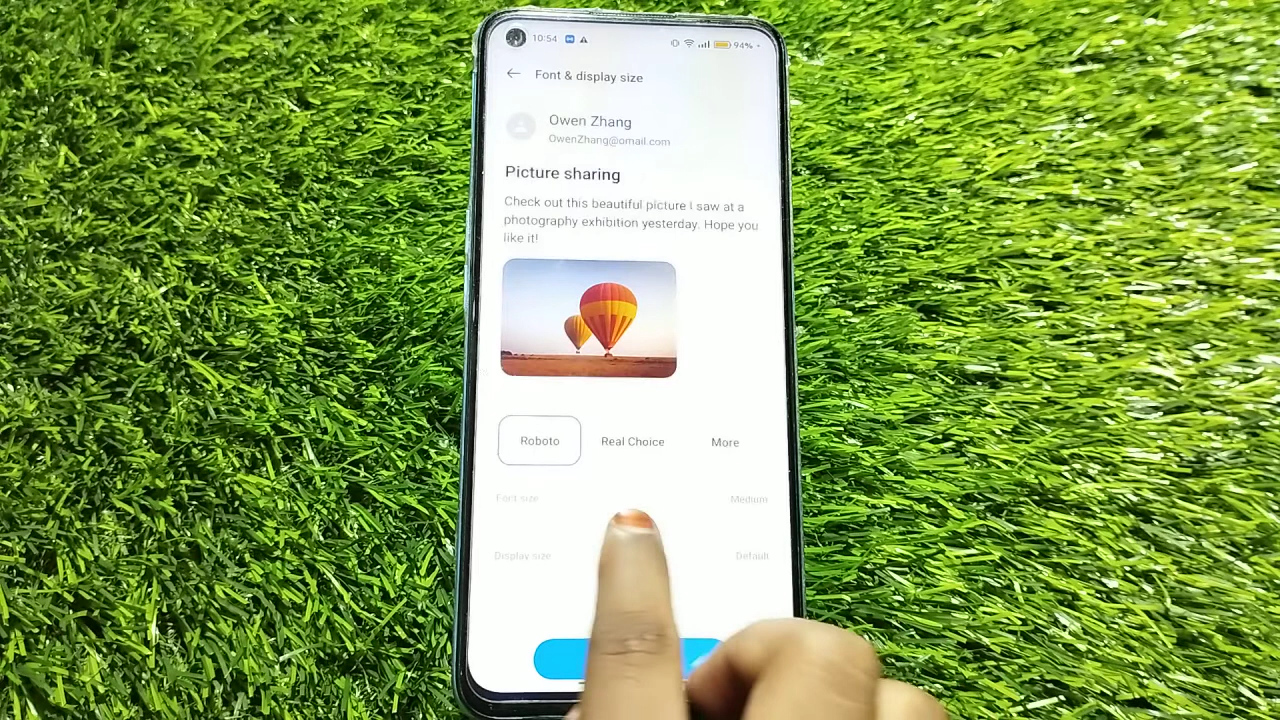 10:54 94%
Font & display size
Owen Zhang
OwenZhang@omail.com
Picture sharing
Check out this beautiful picture I saw at a
photography exhibition yesterday. Hope you
like it!
Roboto Real Choice More
Font size Medium
Display size Default